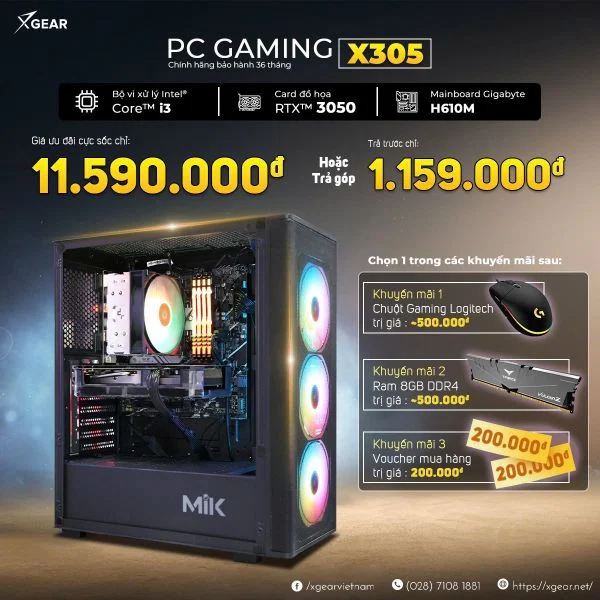 XGEAR
PC GAMING X305
Chính hãng bảo hành 36 tháng
Bộ vi xử lý Intel®
Core™ i3
Card đồ họa
RTX™ 3050
Mainboard Gigabyte
H610M
Giá ưu đãi cực sốc chỉ:
11.590.000đ
Hoặc
Trả góp
Trả trước chỉ:
1.159.000đ
Chọn 1 trong các khuyến mãi sau:
Khuyến mãi 1
Chuột Gaming Logitech
trị giá : ~500.000đ
Khuyến mãi 2
Ram 8GB DDR4
trị giá : ~500.000đ
VULCANZ
Khuyến mãi 3
Voucher mua hàng
trị giá : 200.000đ
200.000đ
200.000đ
MiK
/xgearvietnam
(028) 7108 1881
https://xgear.net/